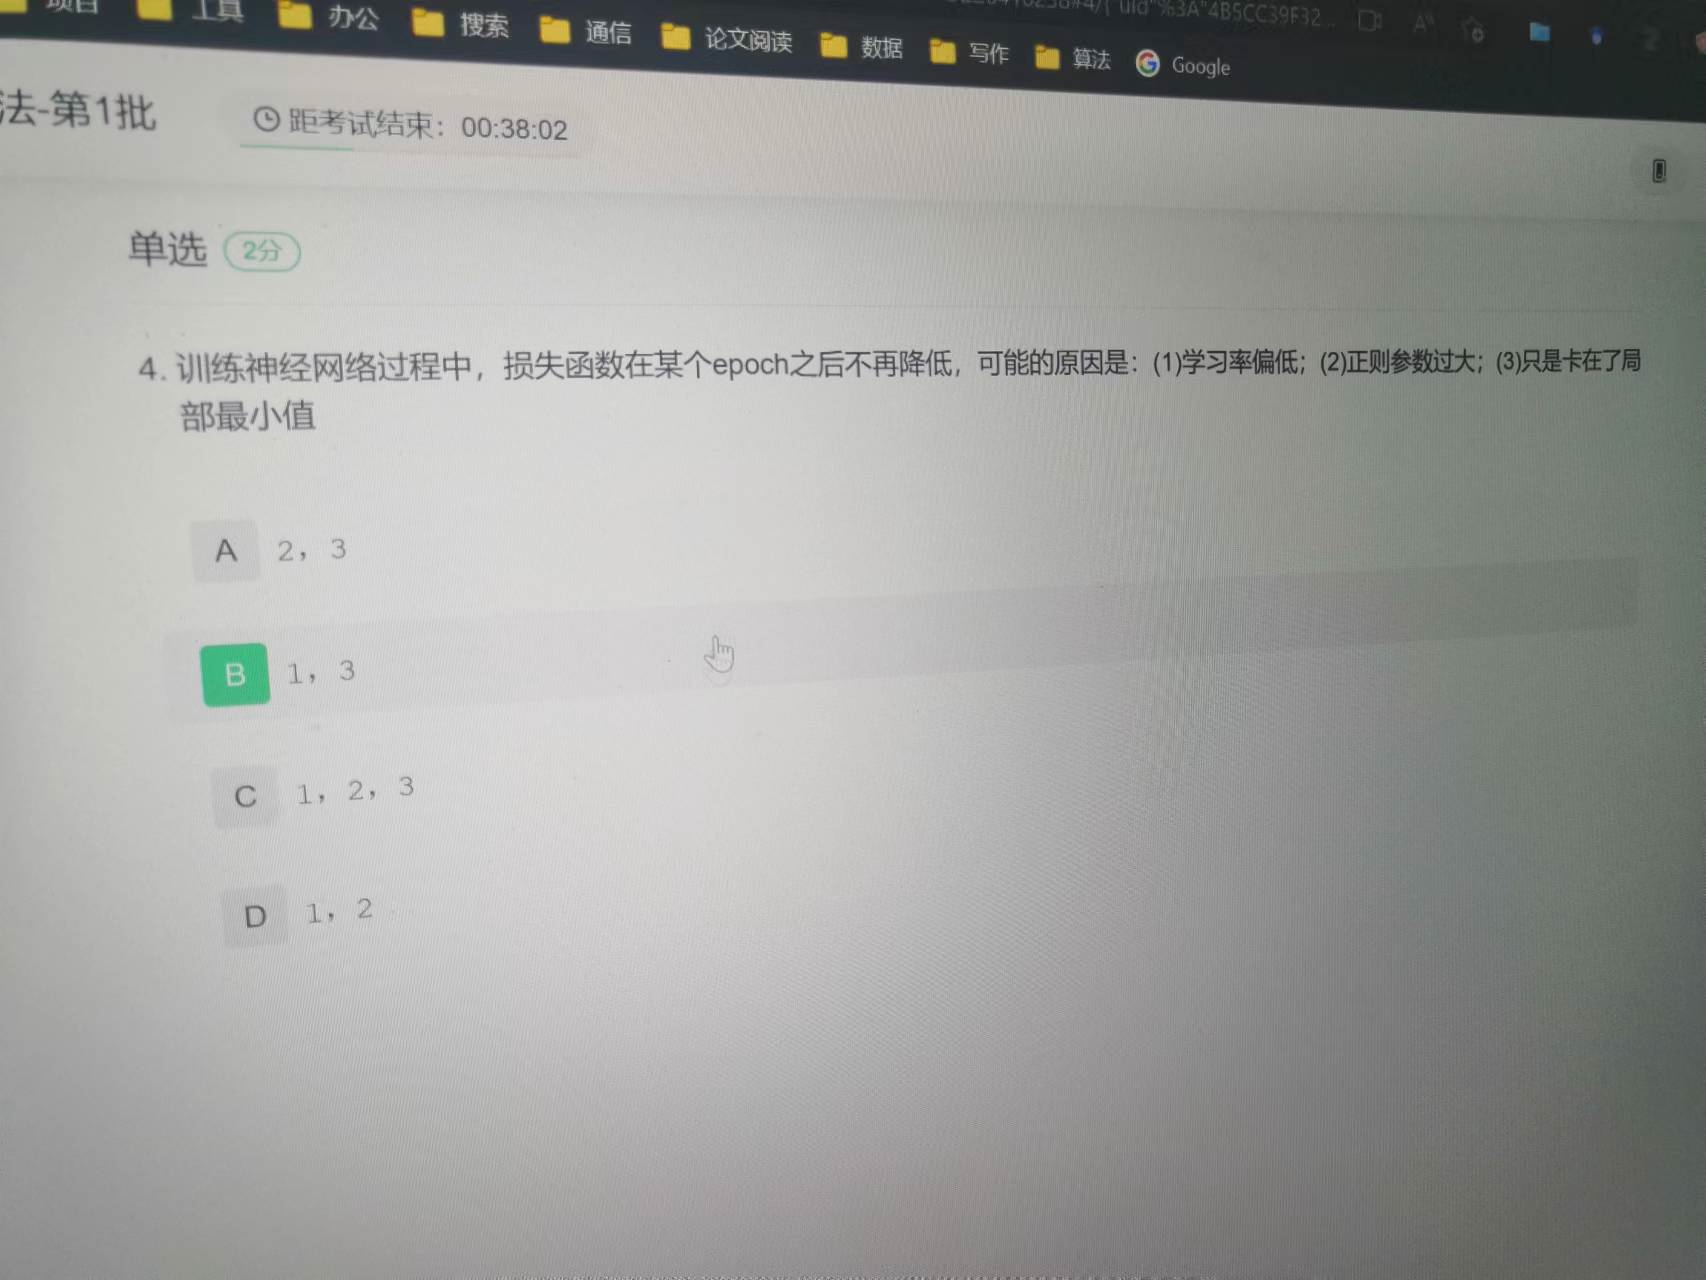 项目 工具 办公 搜索 通信 论文阅读 数据 写作 算法 Google
法-第1批 距考试结束：00:38:02
单选 2分
4. 训练神经网络过程中，损失函数在某个epoch之后不再降低，可能的原因是：(1)学习率偏低；(2)正则参数过大；(3)只是卡在了局
部最小值
A 2，3
B 1，3
C 1，2，3
D 1，2